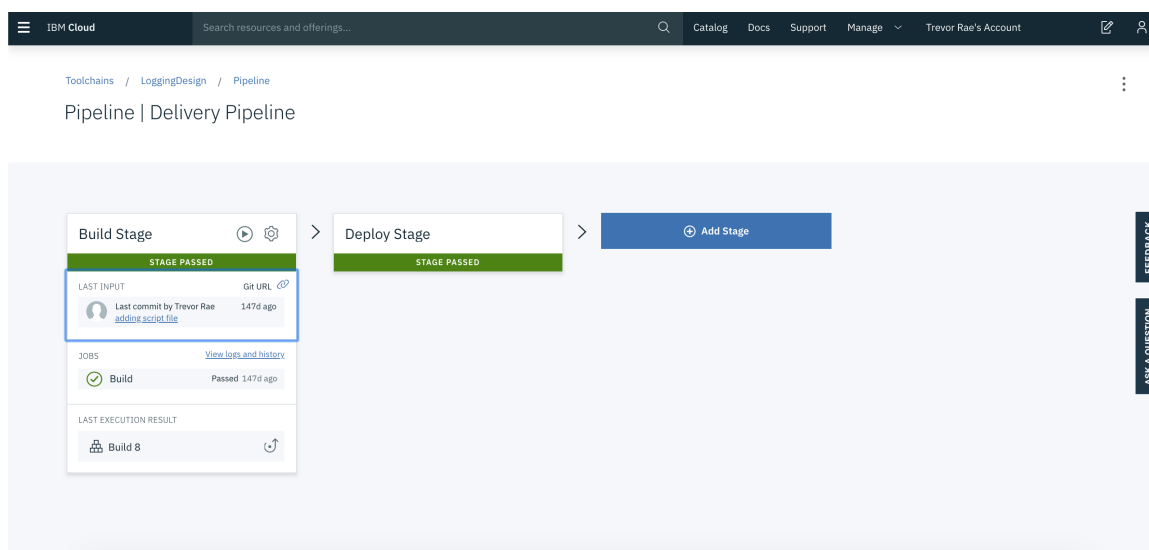 IBM Cloud Search resources and offerings... Catalog Docs Support Manage Trevor Rae's Account
Toolchains / LoggingDesign / Pipeline
Pipeline | Delivery Pipeline
Build Stage
STAGE PASSED
LAST INPUT Git URL
Last commit by Trevor Rae 147d ago
adding script file
JOBS View logs and history
Build Passed 147d ago
LAST EXECUTION RESULT
Build 8
Deploy Stage
STAGE PASSED
Add Stage
FEEDBACK
ASK A QUESTION